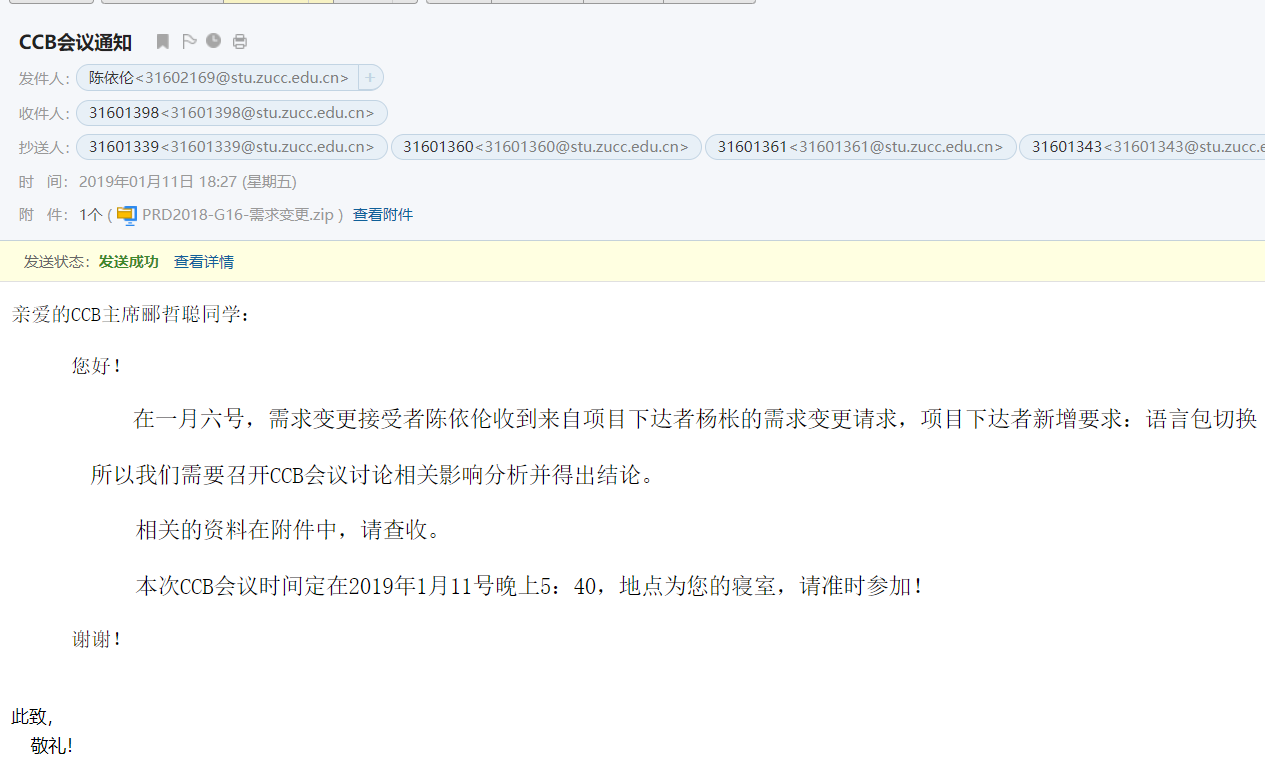 CCB会议通知
发件人： 陈依伦<31602169@stu.zucc.edu.cn> +
收件人： 31601398<31601398@stu.zucc.edu.cn>
抄送人： 31601339<31601339@stu.zucc.edu.cn> 31601360<31601360@stu.zucc.edu.cn> 31601361<31601361@stu.zucc.edu.cn> 31601343<31601343@stu.zucc.e
时 间： 2019年01月11日 18:27 (星期五)
附 件： 1个 ( PRD2018-G16-需求变更.zip ) 查看附件
发送状态：发送成功 查看详情
亲爱的CCB主席郦哲聪同学：
您好！
在一月六号，需求变更接受者陈依伦收到来自项目下达者杨枨的需求变更请求，项目下达者新增要求：语言包切换
所以我们需要召开CCB会议讨论相关影响分析并得出结论。
相关的资料在附件中，请查收。
本次CCB会议时间定在2019年1月11号晚上5：40，地点为您的寝室，请准时参加！
谢谢！
此致，
敬礼！